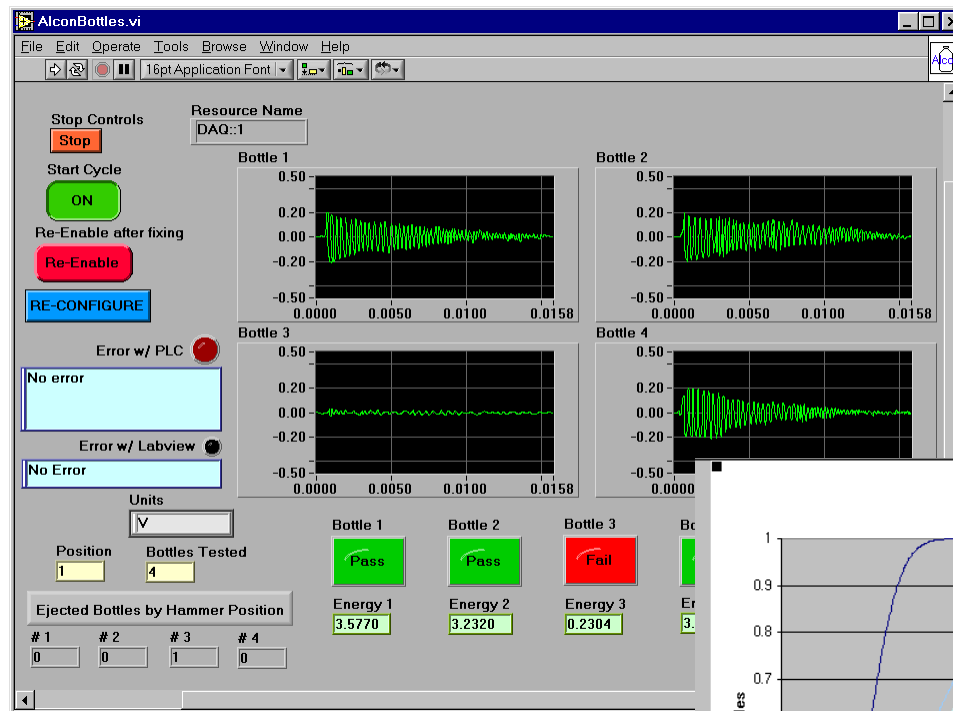 AlconBottles.vi
File Edit Operate Tools Browse Window Help
16pt Application Font
Stop Controls
Stop
Resource Name
DAQ::1
Start Cycle
ON
Re-Enable after fixing
Re-Enable
RE-CONFIGURE
Error w/ PLC
No error
Error w/ Labview
No Error
Units
V
Position
1
Bottles Tested
4
Ejected Bottles by Hammer Position
# 1 # 2 # 3 # 4
0 0 1 0
Bottle 1
0.50
0.20
0.00
-0.20
-0.50
0.0000 0.0050 0.0100 0.0158
Bottle 2
0.50
0.20
0.00
-0.20
-0.50
0.0000 0.0050 0.0100 0.0158
Bottle 3
0.50
0.20
0.00
-0.20
-0.50
0.0000 0.0050 0.0100 0.0158
Bottle 4
0.50
0.20
0.00
-0.20
-0.50
0.000
Bottle 1 Bottle 2 Bottle 3
Pass Pass Fail
Energy 1 Energy 2 Energy 3
3.5770 3.2320 0.2304 3.
1
0.9
0.8
0.7